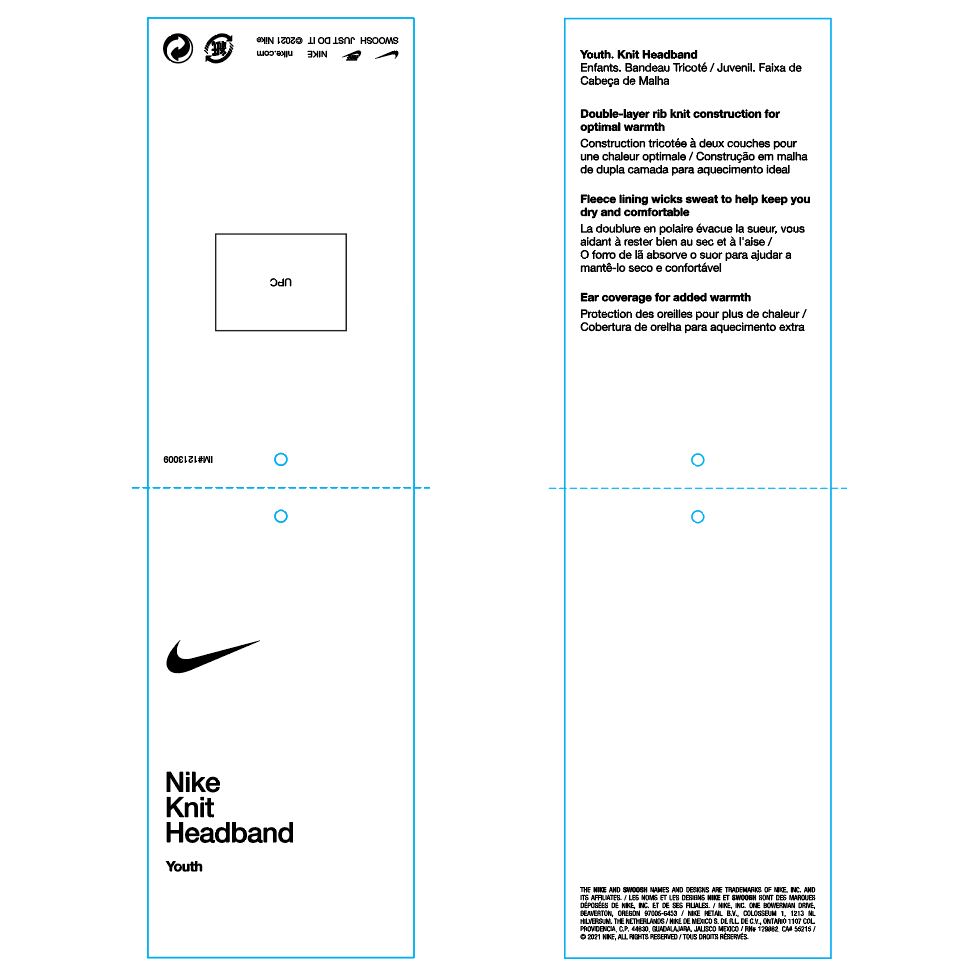 SWOOSH JUST DO IT ©2021 Nike
NIKE nike.com
UPC
IM#1213009
Nike
Knit
Headband
Youth
Youth. Knit Headband
Enfants. Bandeau Tricoté / Juvenil. Faixa de
Cabeça de Malha
Double-layer rib knit construction for
optimal warmth
Construction tricotée à deux couches pour
une chaleur optimale / Construção em malha
de dupla camada para aquecimento ideal
Fleece lining wicks sweat to help keep you
dry and comfortable
La doublure en polaire évacue la sueur, vous
aidant à rester bien au sec et à l'aise /
O forro de lã absorve o suor para ajudar a
mantê-lo seco e confortável
Ear coverage for added warmth
Protection des oreilles pour plus de chaleur /
Cobertura de orelha para aquecimento extra
THE NIKE AND SWOOSH NAMES AND DESIGNS ARE TRADEMARKS OF NIKE, INC. AND
ITS AFFILIATES. / LES NOMS ET LES DESIGNS NIKE ET SWOOSH SONT DES MARQUES
DÉPOSÉES DE NIKE, INC. ET DE SES FILIALES. / NIKE, INC. ONE BOWERMAN DRIVE,
BEAVERTON, OREGON 97005-6453 / NIKE RETAIL B.V., COLOSSEUM 1, 1213 NL
HILVERSUM, THE NETHERLANDS / NIKE DE MEXICO S. DE R.L. DE C.V., ONTARIO 1107 COL.
PROVIDENCIA, C.P. 44630, GUADALAJARA, JALISCO MEXICO / RN# 129882, CA# 55215 /
© 2021 NIKE, ALL RIGHTS RESERVED / TOUS DROITS RÉSERVÉS.